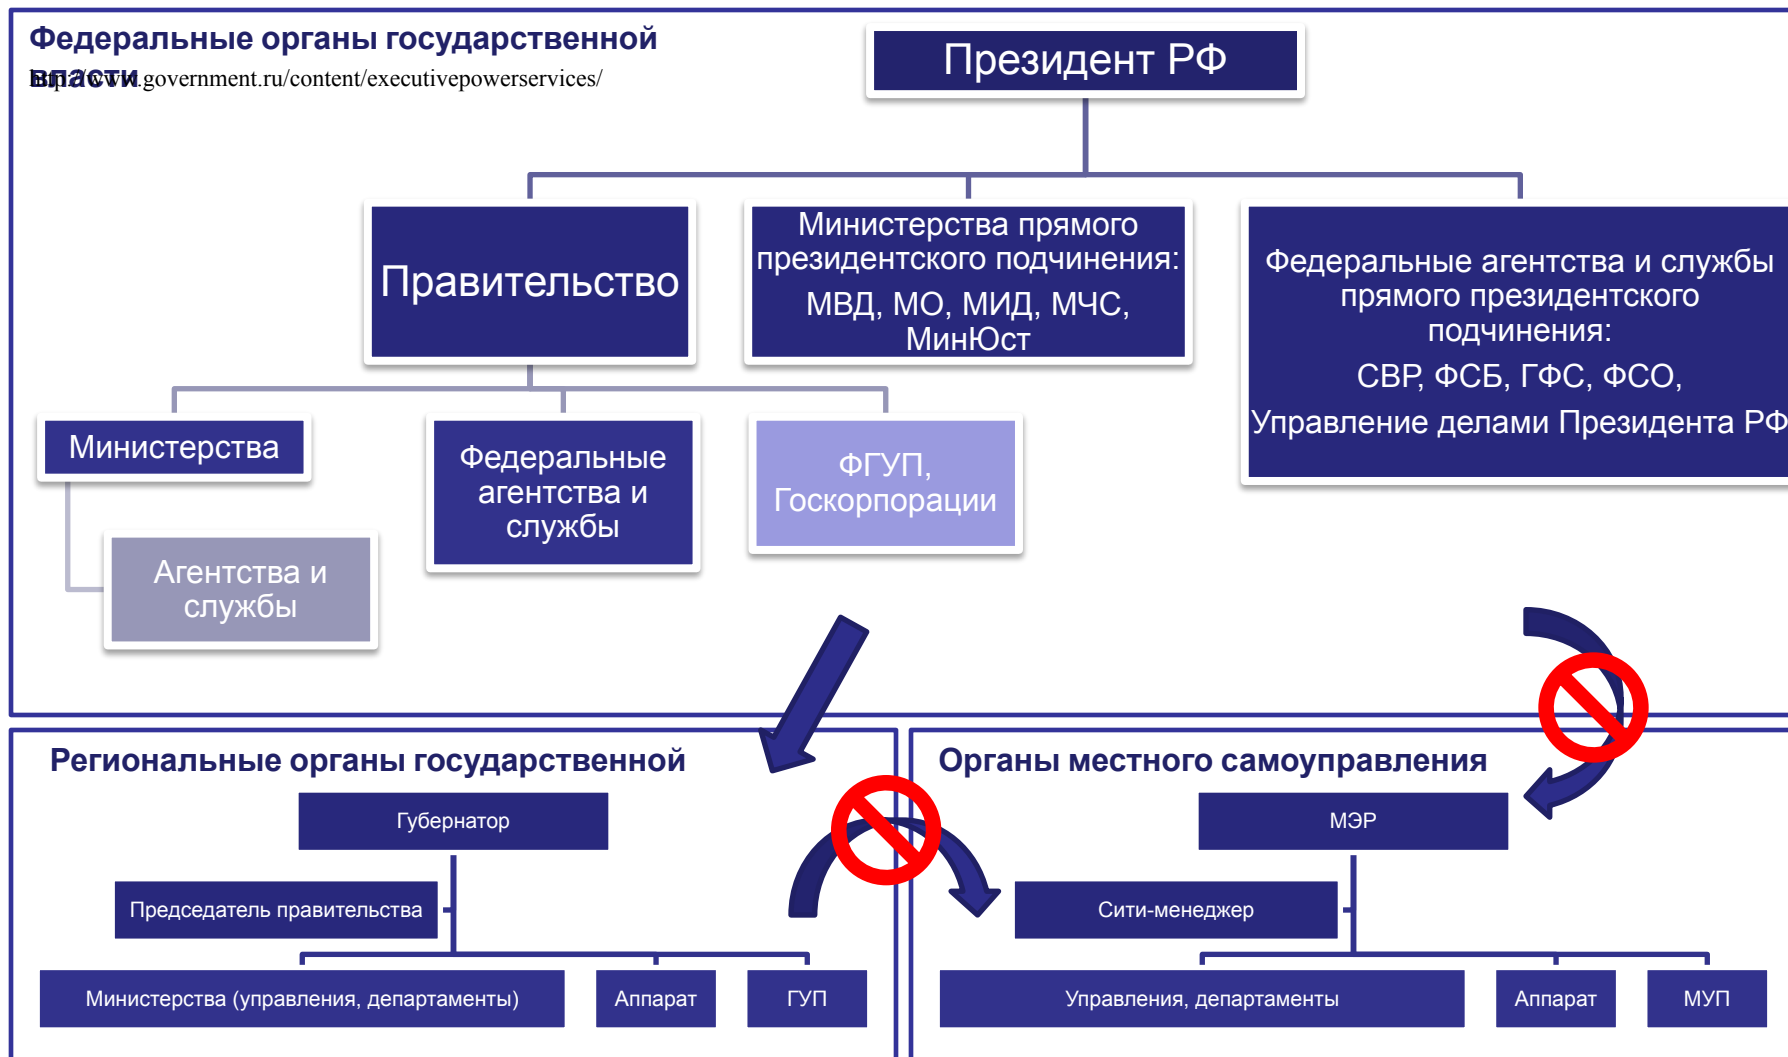 Федеральные органы государственной
власти
http://www.government.ru/content/executivepowerservices/
Президент РФ
Правительство
Министерства прямого
президентского подчинения:
МВД, МО, МИД, МЧС,
МинЮст
Федеральные агентства и службы
прямого президентского
подчинения:
СВР, ФСБ, ГФС, ФСО,
Управление делами Президента РФ
Министерства
Федеральные
агентства и
службы
ФГУП,
Госкорпорации
Агентства и
службы
Региональные органы государственной
Губернатор
Председатель правительства
Министерства (управления, департаменты)
Аппарат
ГУП
Органы местного самоуправления
МЭР
Сити-менеджер
Управления, департаменты
Аппарат
МУП